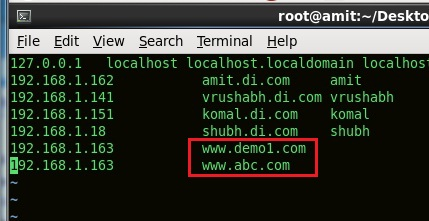 root@amit:~/Deskto
File Edit View Search Terminal Help
127.0.0.1 localhost localhost.localdomain localhos
192.168.1.162 amit.di.com amit
192.168.1.141 vrushabh.di.com vrushabh
192.168.1.151 komal.di.com komal
192.168.1.18 shubh.di.com shubh
192.168.1.163 www.demo1.com
192.168.1.163 www.abc.com
~
~